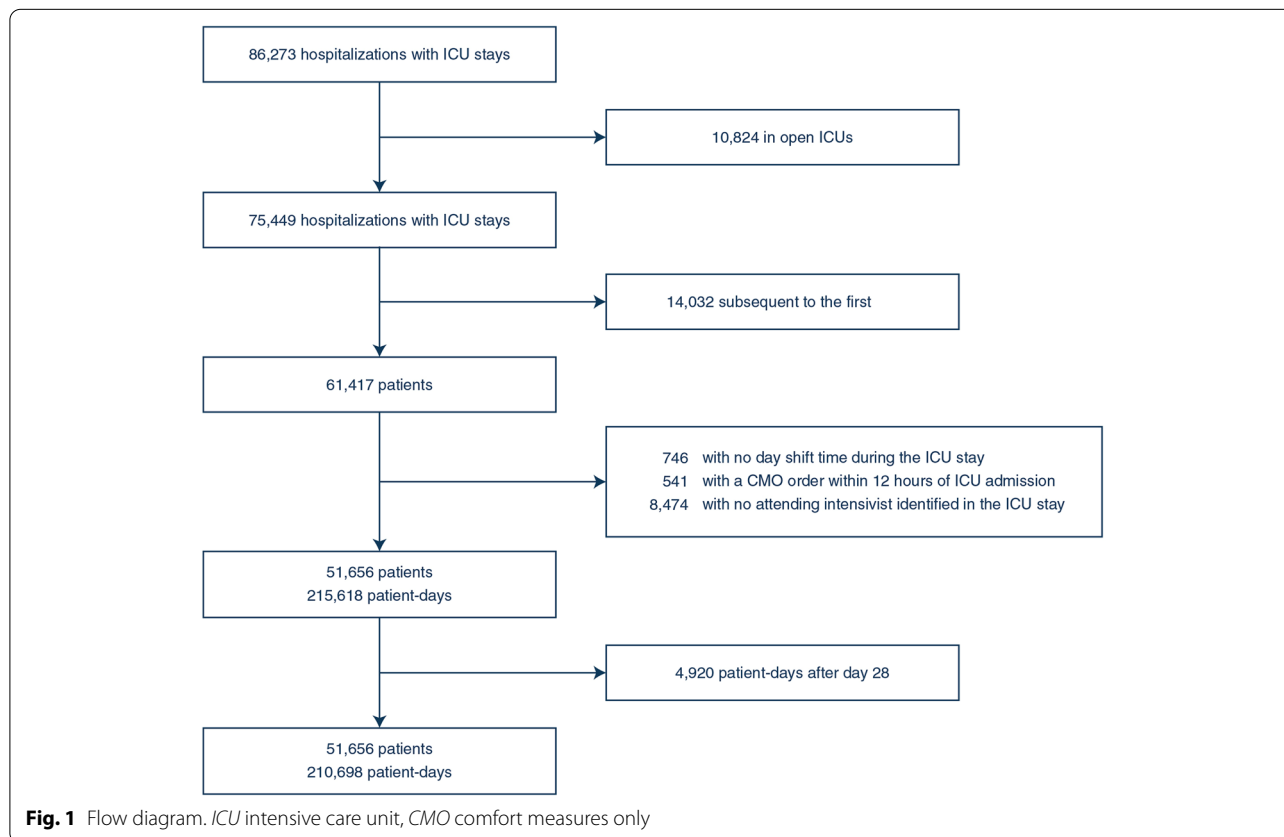 86,273 hospitalizations with ICU stays
10,824 in open ICUs
75,449 hospitalizations with ICU stays
14,032 subsequent to the first
61,417 patients
746 with no day shift time during the ICU stay
541 with a CMO order within 12 hours of ICU admission
8,474 with no attending intensivist identified in the ICU stay
51,656 patients
215,618 patient-days
4,920 patient-days after day 28
51,656 patients
210,698 patient-days
Fig. 1 Flow diagram. ICU intensive care unit, CMO comfort measures only